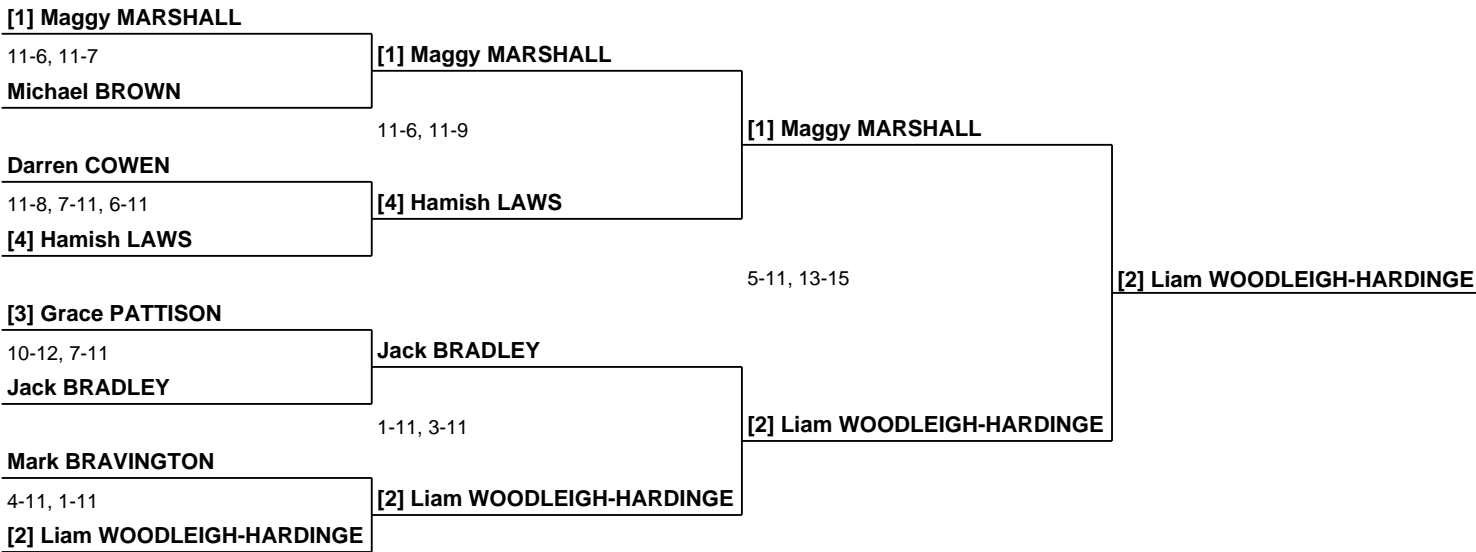 [1] Maggy MARSHALL
11-6, 11-7
Michael BROWN
Darren COWEN
11-8, 7-11, 6-11
[4] Hamish LAWS
[3] Grace PATTISON
10-12, 7-11
Jack BRADLEY
Mark BRAVINGTON
4-11, 1-11
[2] Liam WOODLEIGH-HARDINGE
[1] Maggy MARSHALL
11-6, 11-9
[4] Hamish LAWS
Jack BRADLEY
1-11, 3-11
[2] Liam WOODLEIGH-HARDINGE
[1] Maggy MARSHALL
5-11, 13-15
[2] Liam WOODLEIGH-HARDINGE
[2] Liam WOODLEIGH-HARDINGE